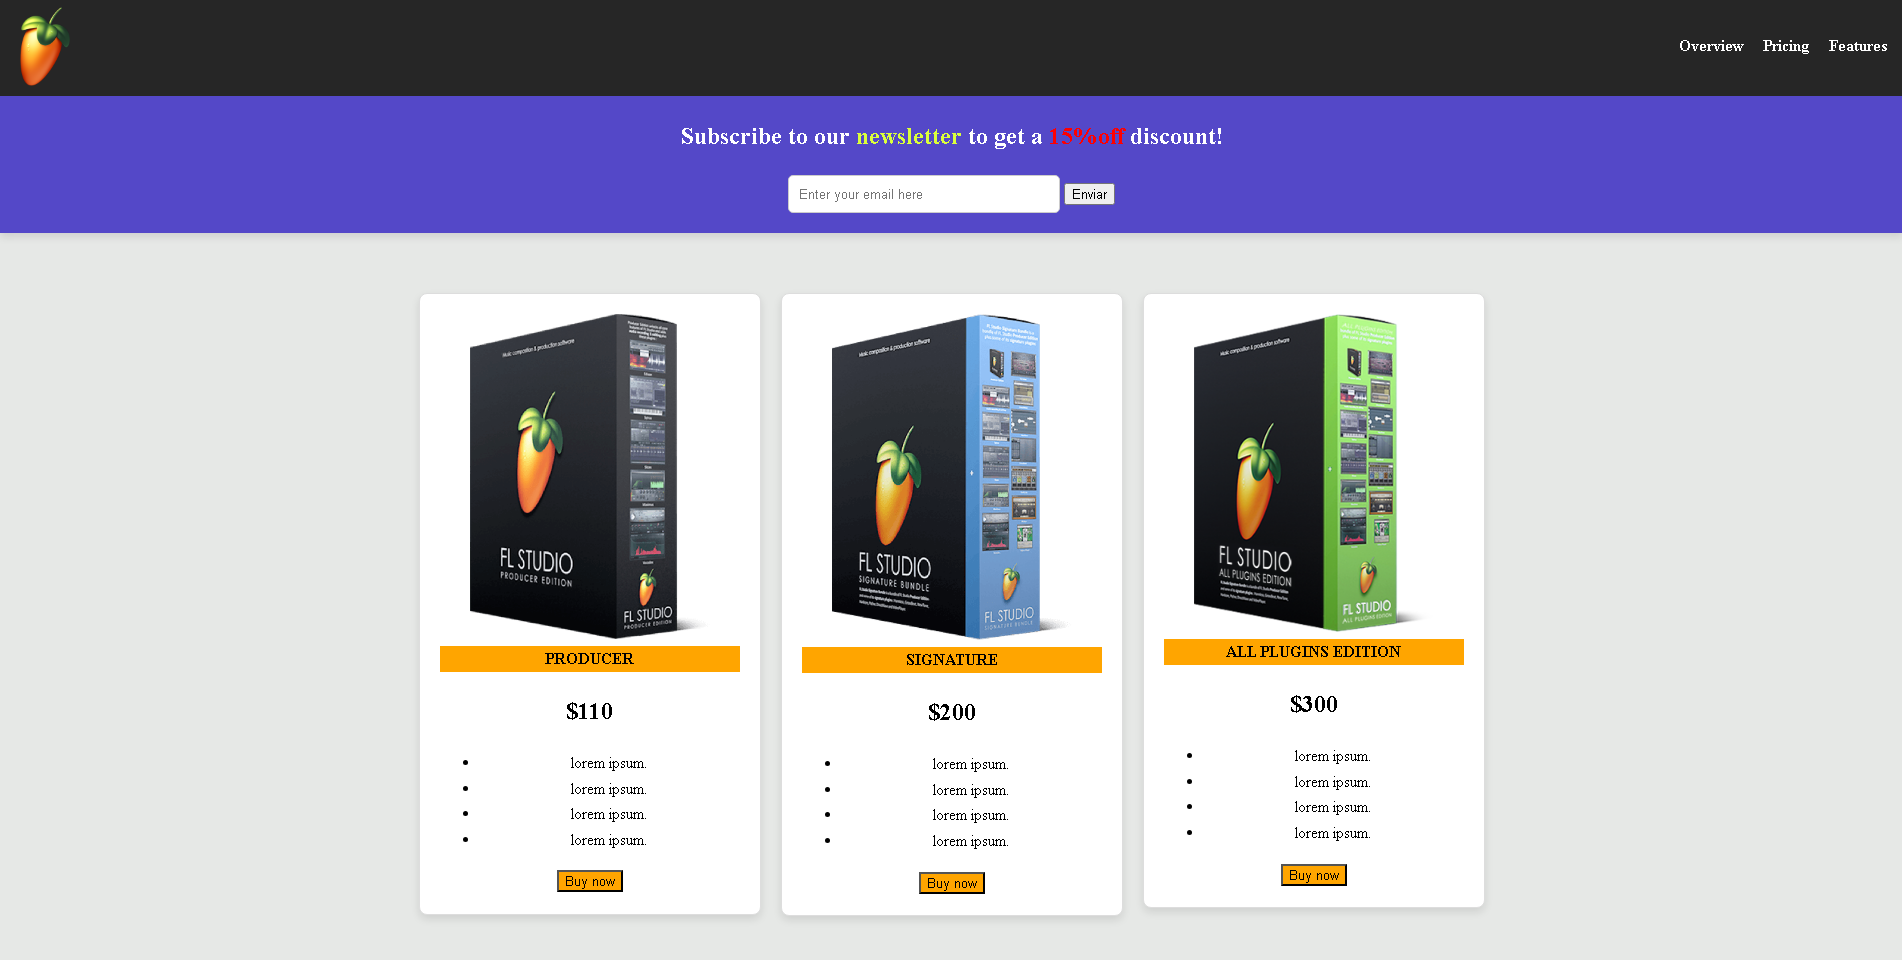 Overview Pricing Features
Subscribe to our newsletter to get a 15%off discount!
Enter your email here Enviar
Music composition & production software
FL STUDIO
PRODUCER EDITION
FL STUDIO
PRODUCER EDITION
PRODUCER
$110
lorem ipsum.
lorem ipsum.
lorem ipsum.
lorem ipsum.
Buy now
Music composition & production software
FL STUDIO
SIGNATURE BUNDLE
FL STUDIO
SIGNATURE BUNDLE
SIGNATURE
$200
lorem ipsum.
lorem ipsum.
lorem ipsum.
lorem ipsum.
Buy now
Music composition & production software
FL STUDIO
ALL PLUGINS EDITION
ALL PLUGINS EDITION
FL STUDIO
ALL PLUGINS EDITION
ALL PLUGINS EDITION
$300
lorem ipsum.
lorem ipsum.
lorem ipsum.
lorem ipsum.
Buy now